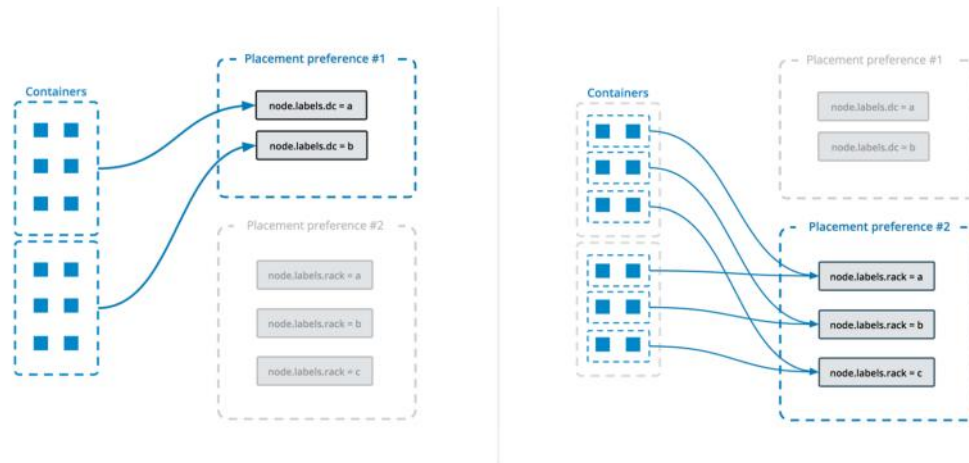 Placement preference #1
Containers
node.labels.dc = a
node.labels.dc = b
Placement preference #2
node.labels.rack = a
node.labels.rack = b
node.labels.rack = c
Placement preference #1
Containers
node.labels.dc = a
node.labels.dc = b
Placement preference #2
node.labels.rack = a
node.labels.rack = b
node.labels.rack = c